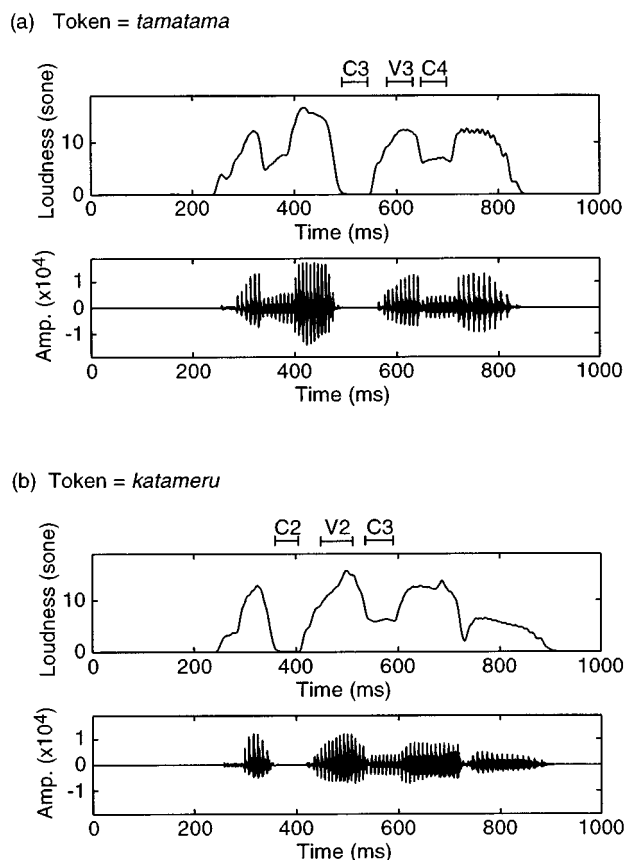 (a) Token = tamatama
C3 V3 C4
Loudness (sone)
10
0
0 200 400 600 800 1000
Time (ms)
Amp. (x10⁴)
1
0
-1
0 200 400 600 800 1000
Time (ms)
(b) Token = katameru
C2 V2 C3
Loudness (sone)
10
0
0 200 400 600 800 1000
Time (ms)
Amp. (x10⁴)
1
0
-1
0 200 400 600 800 1000
Time (ms)